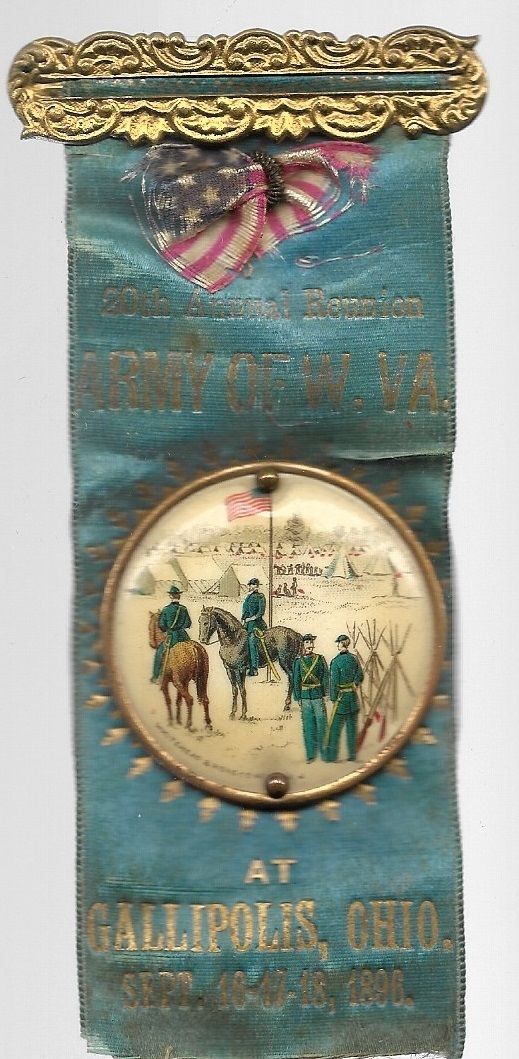 20th Annual Reunion
ARMY OF W. VA.
AT
GALLIPOLIS, OHIO.
SEPT. 16-17-18, 1896.